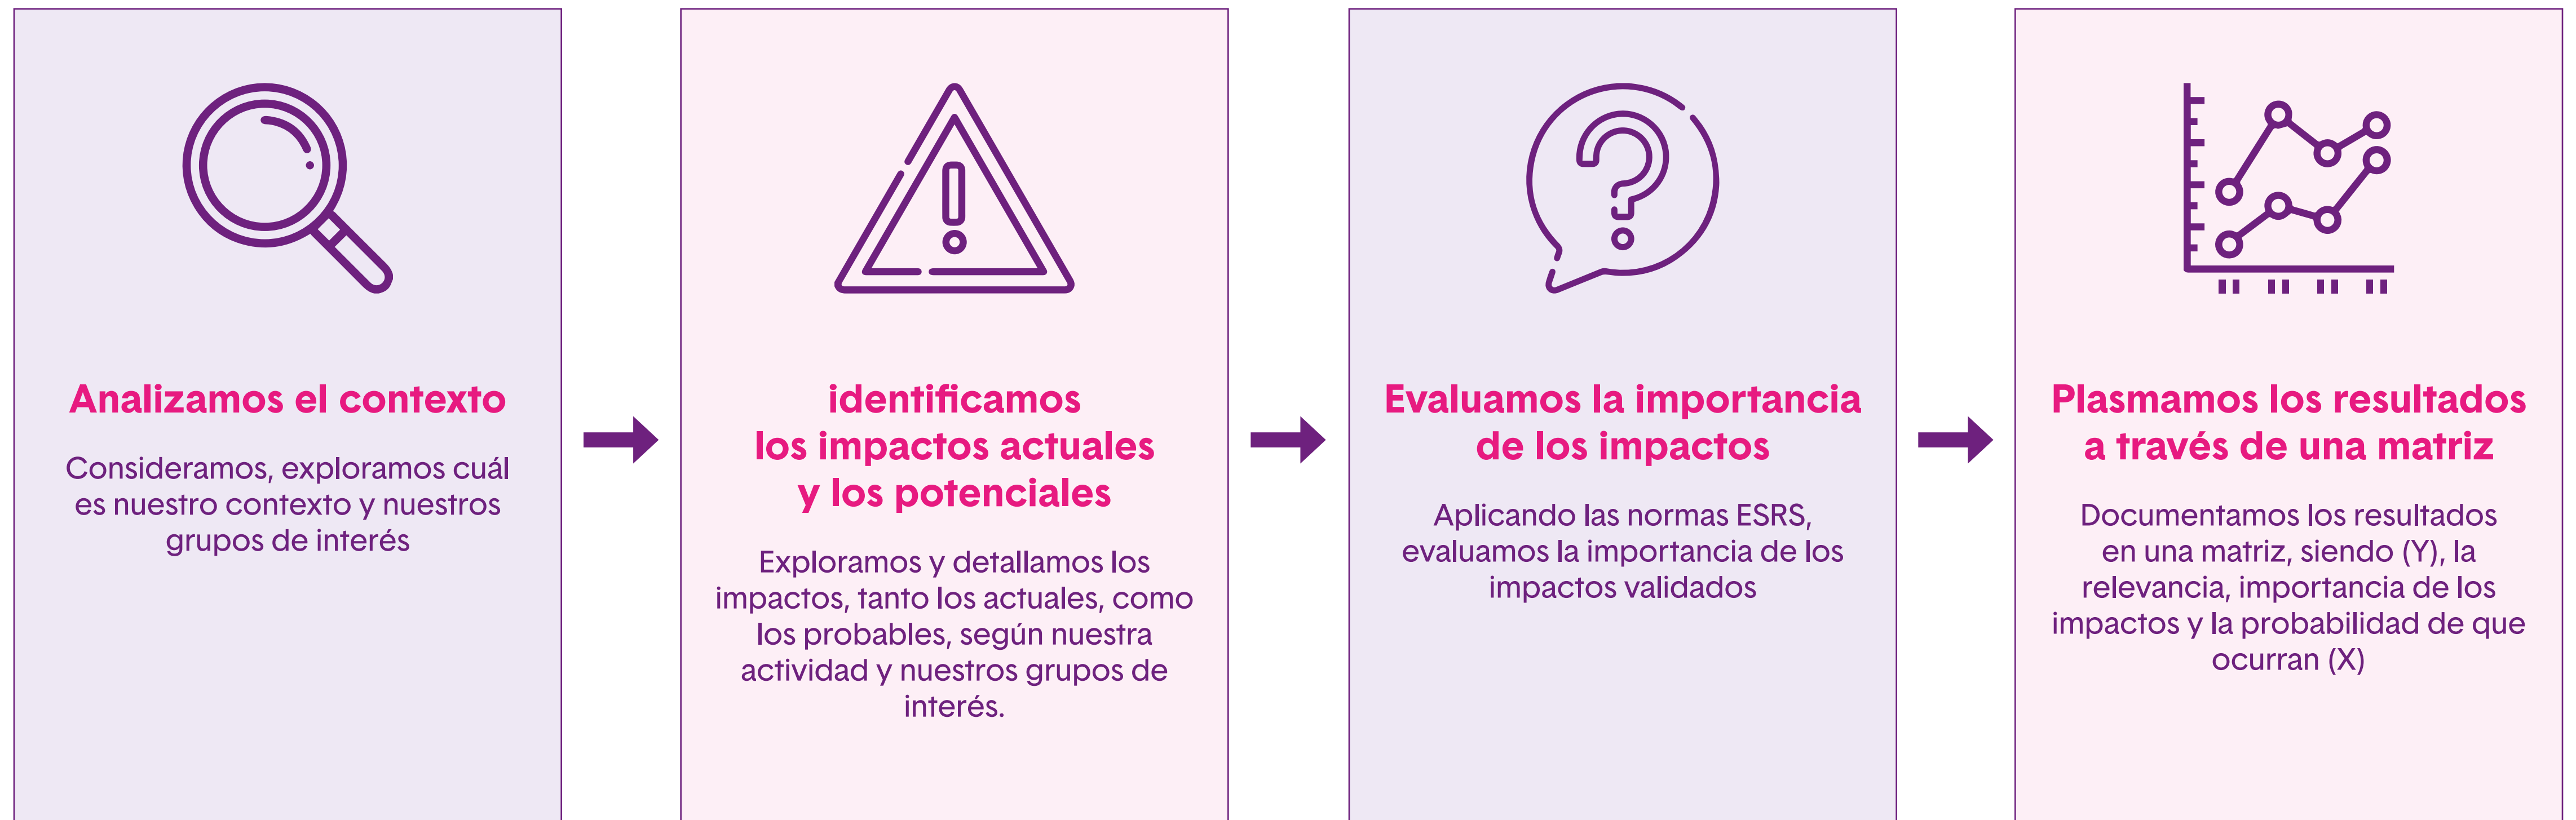 Analizamos el contexto
Consideramos, exploramos cuál
es nuestro contexto y nuestros
grupos de interés
identificamos
los impactos actuales
y los potenciales
Exploramos y detallamos los
impactos, tanto los actuales, como
los probables, según nuestra
actividad y nuestros grupos de
interés.
Evaluamos la importancia
de los impactos
Aplicando las normas ESRS,
evaluamos la importancia de los
impactos validados
Plasmamos los resultados
a través de una matriz
Documentamos los resultados
en una matriz, siendo (Y), la
relevancia, importancia de los
impactos y la probabilidad de que
ocurran (X)